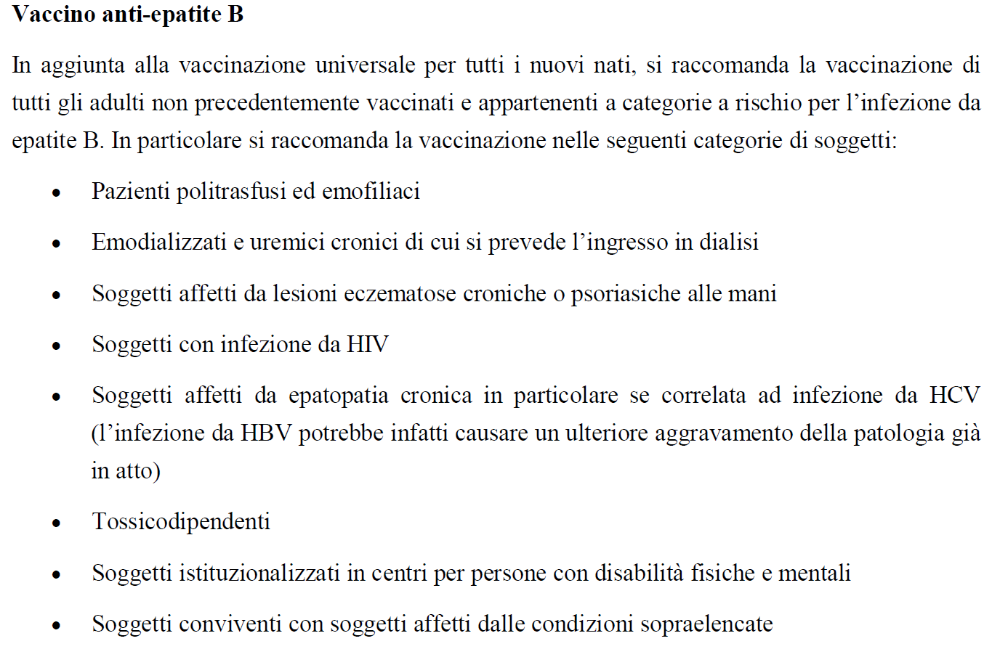 Vaccino anti-epatite B
In aggiunta alla vaccinazione universale per tutti i nuovi nati, si raccomanda la vaccinazione di
tutti gli adulti non precedentemente vaccinati e appartenenti a categorie a rischio per l’infezione da
epatite B. In particolare si raccomanda la vaccinazione nelle seguenti categorie di soggetti:
• Pazienti politrasfusi ed emofiliaci
• Emodializzati e uremici cronici di cui si prevede l’ingresso in dialisi
• Soggetti affetti da lesioni eczematose croniche o psoriasiche alle mani
• Soggetti con infezione da HIV
• Soggetti affetti da epatopatia cronica in particolare se correlata ad infezione da HCV
(l’infezione da HBV potrebbe infatti causare un ulteriore aggravamento della patologia già
in atto)
• Tossicodipendenti
• Soggetti istituzionalizzati in centri per persone con disabilità fisiche e mentali
• Soggetti conviventi con soggetti affetti dalle condizioni sopraelencate